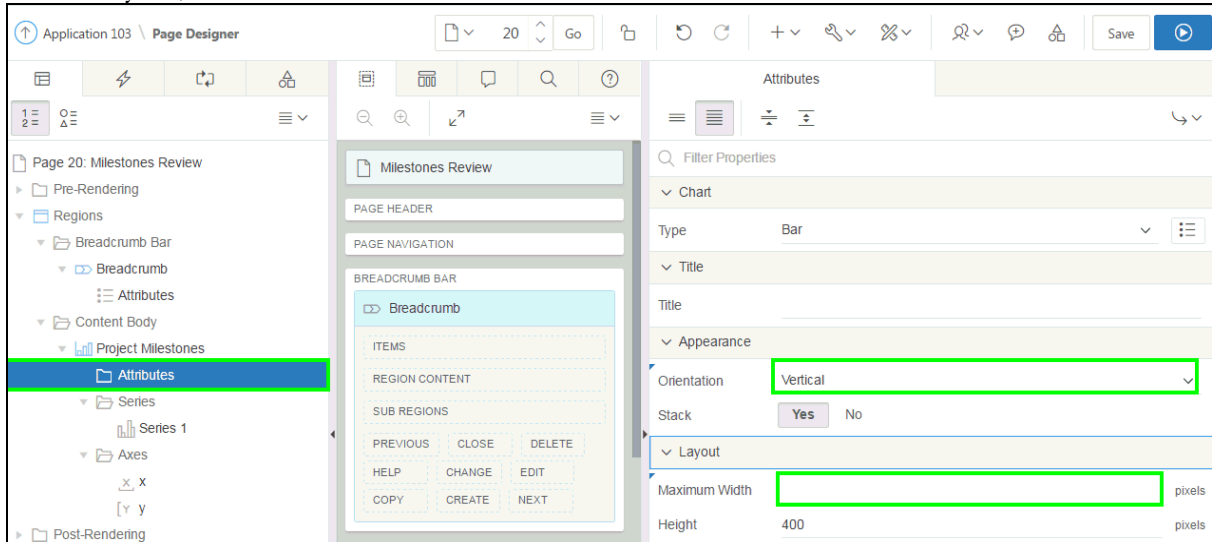 Application 103 \ Page Designer
20
Go
Save
Page 20: Milestones Review
Pre-Rendering
Regions
Breadcrumb Bar
Breadcrumb
Attributes
Content Body
Project Milestones
Attributes
Series
Series 1
Axes
x
y
Post-Rendering
Milestones Review
PAGE HEADER
PAGE NAVIGATION
BREADCRUMB BAR
Breadcrumb
ITEMS
REGION CONTENT
SUB REGIONS
PREVIOUS CLOSE DELETE
HELP CHANGE EDIT
COPY CREATE NEXT
Attributes
Filter Properties
Chart
Type Bar
Title
Title
Appearance
Orientation Vertical
Stack Yes No
Layout
Maximum Width pixels
Height 400 pixels